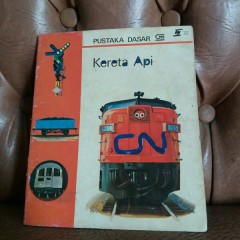 PUSTAKA DASAR
Kereta Api
CN